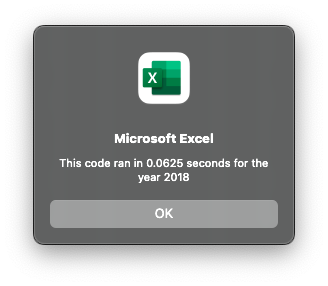 X
Microsoft Excel
This code ran in 0.0625 seconds for the
year 2018
OK